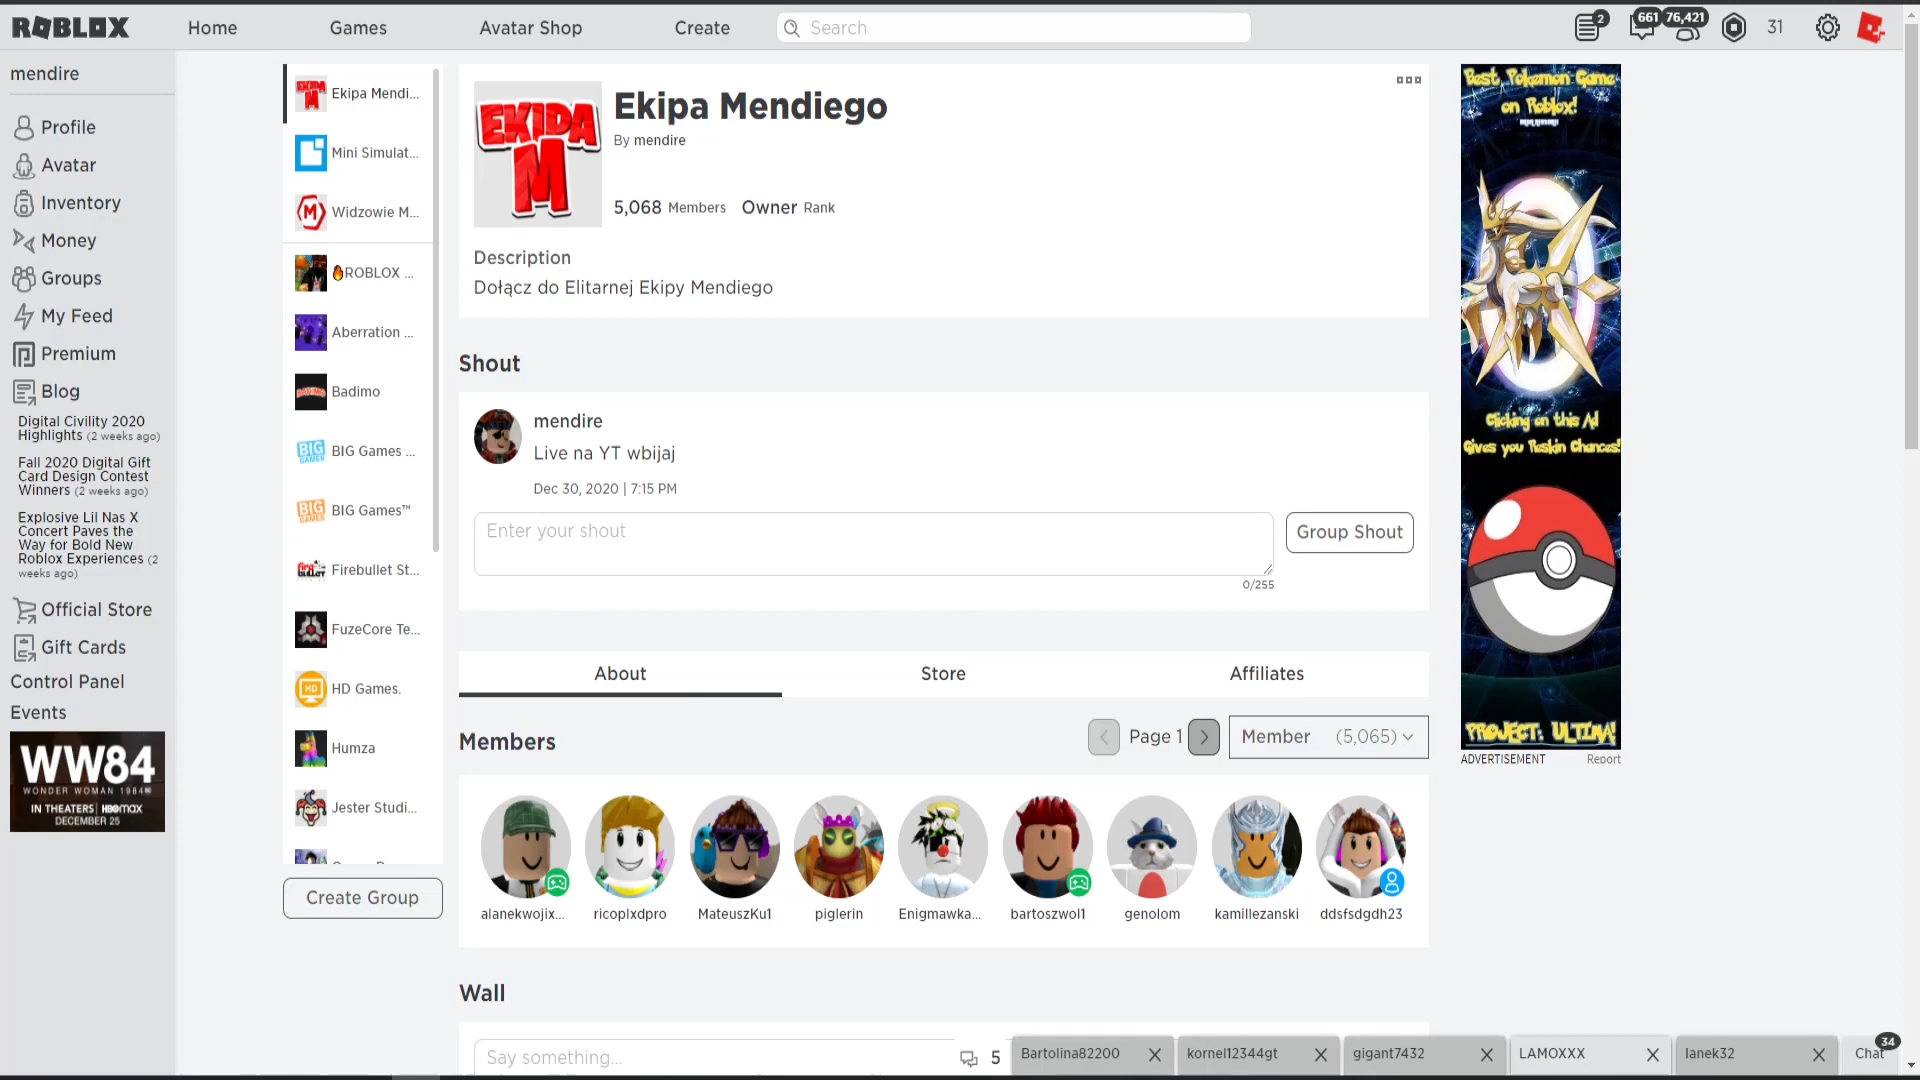 ROBLOX
Home
Games
Avatar Shop
Create
Search
2
661
76,421
31
mendire
Profile
Avatar
Inventory
Money
Groups
My Feed
Premium
Blog
Digital Civility 2020
Highlights (2 weeks ago)
Fall 2020 Digital Gift
Card Design Contest
Winners (2 weeks ago)
Explosive Lil Nas X
Concert Paves the
Way for Bold New
Roblox Experiences (2
weeks ago)
Official Store
Gift Cards
Control Panel
Events
WW84
WONDER WOMAN 1984
IN THEATERS | HBOmax
DECEMBER 25
Ekipa Mendi...
Mini Simulat...
Widzowie M...
🔥ROBLOX ...
Aberration ...
Badimo
BIG Games ...
BIG Games™
Firebullet St...
FuzeCore Te...
HD Games.
Humza
Jester Studi...
Create Group
EKIPA
M
Ekipa Mendiego
By mendire
5,068 Members Owner Rank
Description
Dołącz do Elitarnej Ekipy Mendiego
Shout
mendire
Live na YT wbijaj
Dec 30, 2020 | 7:15 PM
Enter your shout
Group Shout
0/255
About
Store
Affiliates
Members
Page 1
Member (5,065)
alanekwojix...
ricoplxdpro
MateuszKu1
piglerin
Enigmawka...
bartoszwol1
genolom
kamillezanski
ddsfsdgdh23
Wall
Say something...
5
Bartolina82200
kornel12344gt
gigant7432
LAMOXXX
lanek32
Chat
34
Best Pokemon Game
on Roblox!
Clicking on this Ad
Gives you Reskin Chances!
PROJECT: ULTIMA!
ADVERTISEMENT
Report